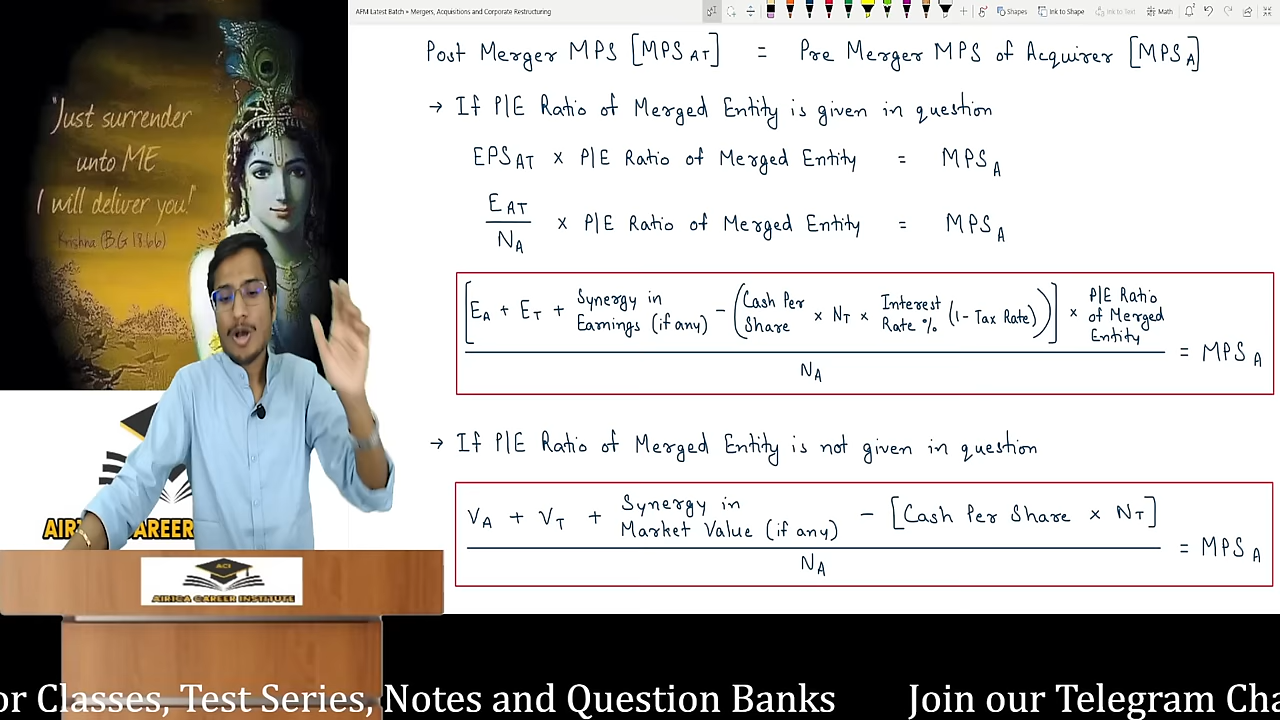 AFM Latest Batch » Mergers, Acquisitions and Corporate Restructuring
Shapes Ink to Shape Ink to Text Math
"Just surrender
unto ME
I will deliver you!"
Krishna (B.G 18:66)
Post Merger MPS [MPS AT] = Pre Merger MPS of Acquirer [MPS A]
→ If P|E Ratio of Merged Entity is given in question
EPS AT × P|E Ratio of Merged Entity = MPS A
E AT / N A × P|E Ratio of Merged Entity = MPS A
[E A + E T + Synergy in Earnings (if any) - (Cash Per Share × N T × Interest Rate % (1 - Tax Rate))] × P|E Ratio of Merged Entity
= MPS A
N A
→ If P|E Ratio of Merged Entity is not given in question
V A + V T + Synergy in Market Value (if any) - [Cash Per Share × N T]
= MPS A
N A
ACI
AIRICA CAREER INSTITUTE
or Classes, Test Series, Notes and Question Banks Join our Telegram Cha